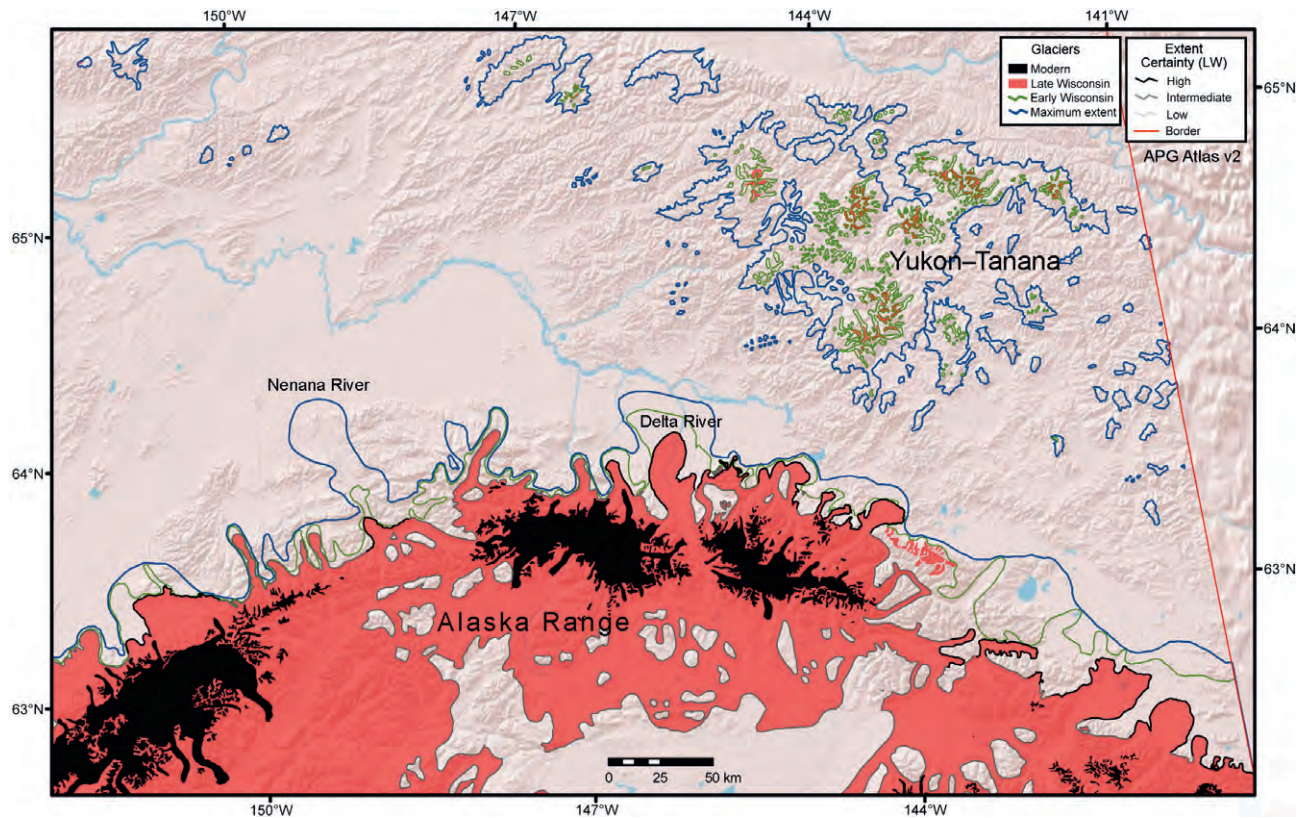 150°W 147°W 144°W 141°W
Glaciers
Modern
Late Wisconsin
Early Wisconsin
Maximum extent
Extent
Certainty (LW)
High
Intermediate
Low
Border
APG Atlas v2
65°N
65°N
Yukon–Tanana
64°N
Nenana River
Delta River
64°N
63°N
Alaska Range
63°N
0 25 50 km
150°W 147°W 144°W